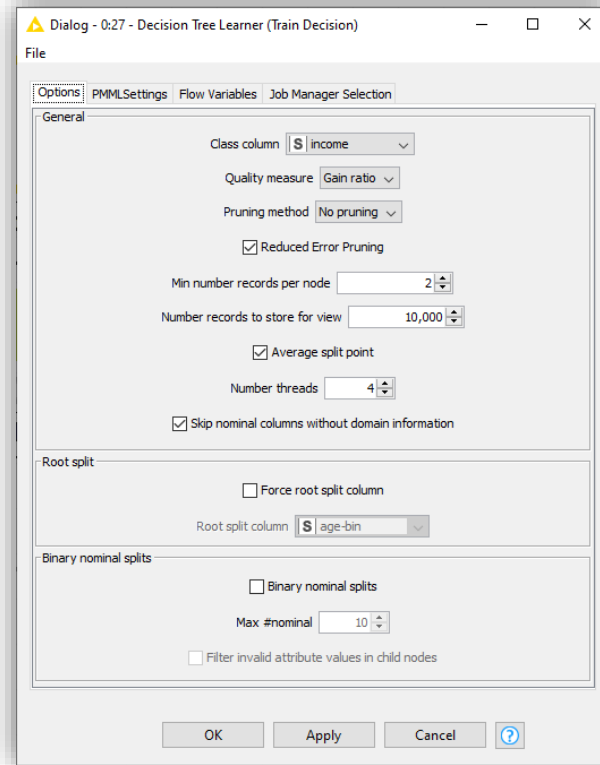 Dialog - 0:27 - Decision Tree Learner (Train Decision)
File
Options PMMLSettings Flow Variables Job Manager Selection
General
Class column S income
Quality measure Gain ratio
Pruning method No pruning
Reduced Error Pruning
Min number records per node 2
Number records to store for view 10,000
Average split point
Number threads 4
Skip nominal columns without domain information
Root split
Force root split column
Root split column S age-bin
Binary nominal splits
Binary nominal splits
Max #nominal 10
Filter invalid attribute values in child nodes
OK Apply Cancel ?